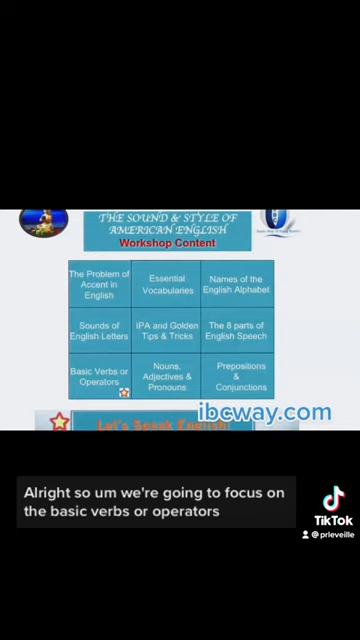 THE SOUND & STYLE OF
AMERICAN ENGLISH
Workshop Content
The Problem of
Accent in
English
Essential
Vocabularies
Names of the
English Alphabet
Sounds of
English Letters
IPA and Golden
Tips & Tricks
The 8 parts of
English Speech
Basic Verbs or
Operators
Nouns,
Adjectives &
Pronouns
Prepositions
&
Conjunctions
ibcway.com
Let's Speak English!
Alright so um we're going to focus on
the basic verbs or operators
TikTok
@prleveille